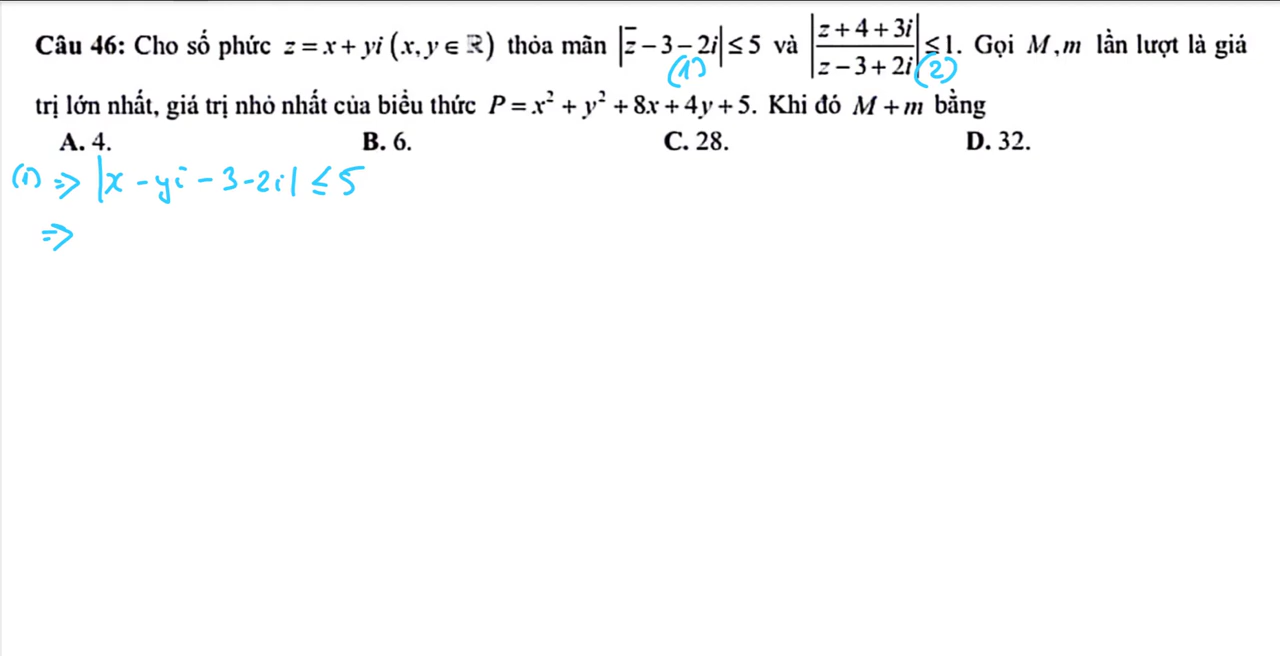 Câu 46: Cho số phức z = x + yi (x, y ∈ ℝ) thỏa mãn |z̅ − 3 − 2i| ≤ 5 và |(z + 4 + 3i)/(z − 3 + 2i)| ≤ 1. Gọi M, m lần lượt là giá
(1) (2)
trị lớn nhất, giá trị nhỏ nhất của biểu thức P = x² + y² + 8x + 4y + 5. Khi đó M + m bằng
A. 4. B. 6. C. 28. D. 32.
(1) => |x - yi - 3 - 2i| ≤ 5
=>